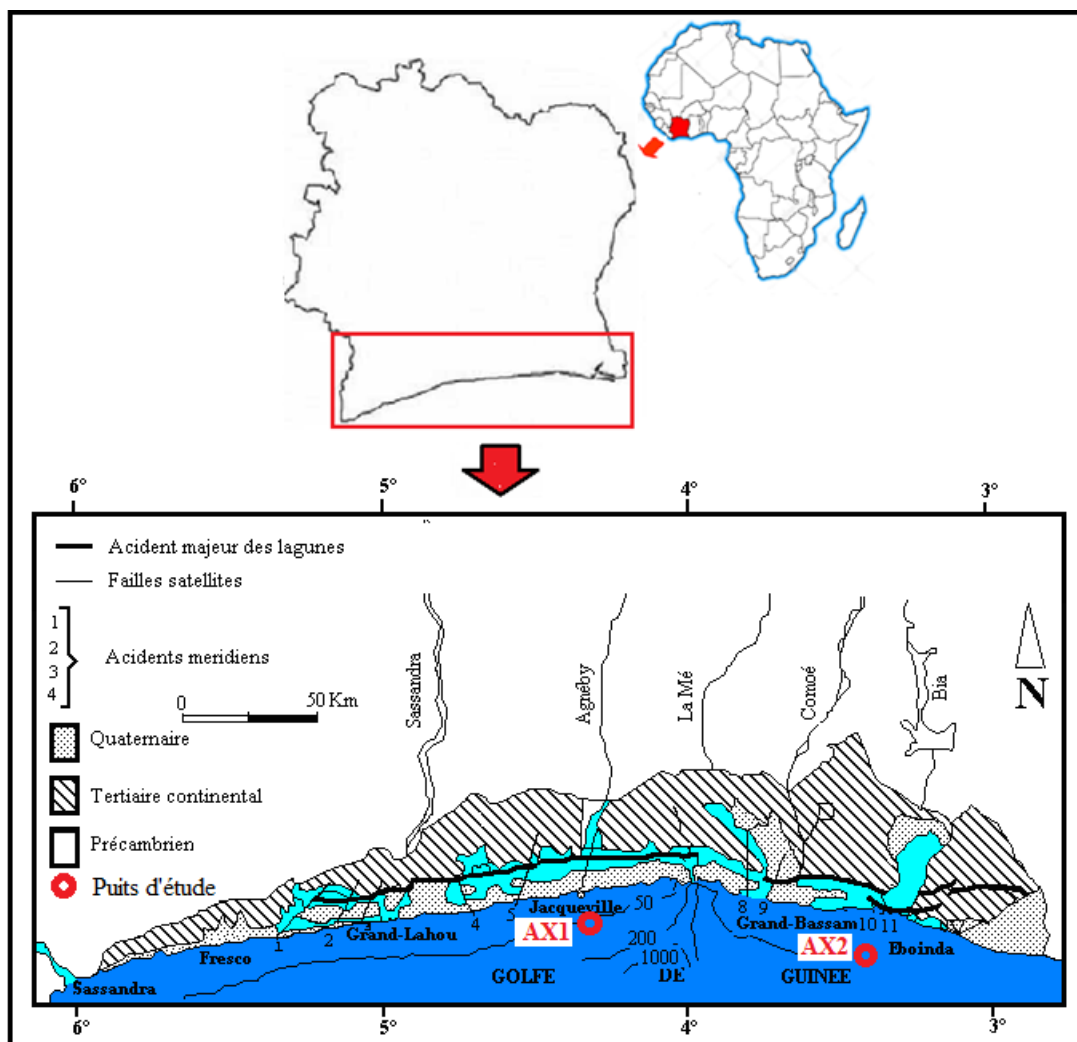 6°
5°
4°
3°
Acident majeur des lagunes
Failles satellites
1
2
3
4
Acidents meridiens
0 50 Km
Quaternaire
Tertiaire continental
Précambrien
Puits d'étude
Sassandra
Agnéby
La Mé
Comoé
Bia
N
1
2
3
4
5
7
8
9
10
11
Sassandra
Fresco
Grand-Lahou
Jacqueville
Grand-Bassam
Eboinda
AX1
AX2
50
200
1000
GOLFE DE GUINEE
6°
5°
4°
3°